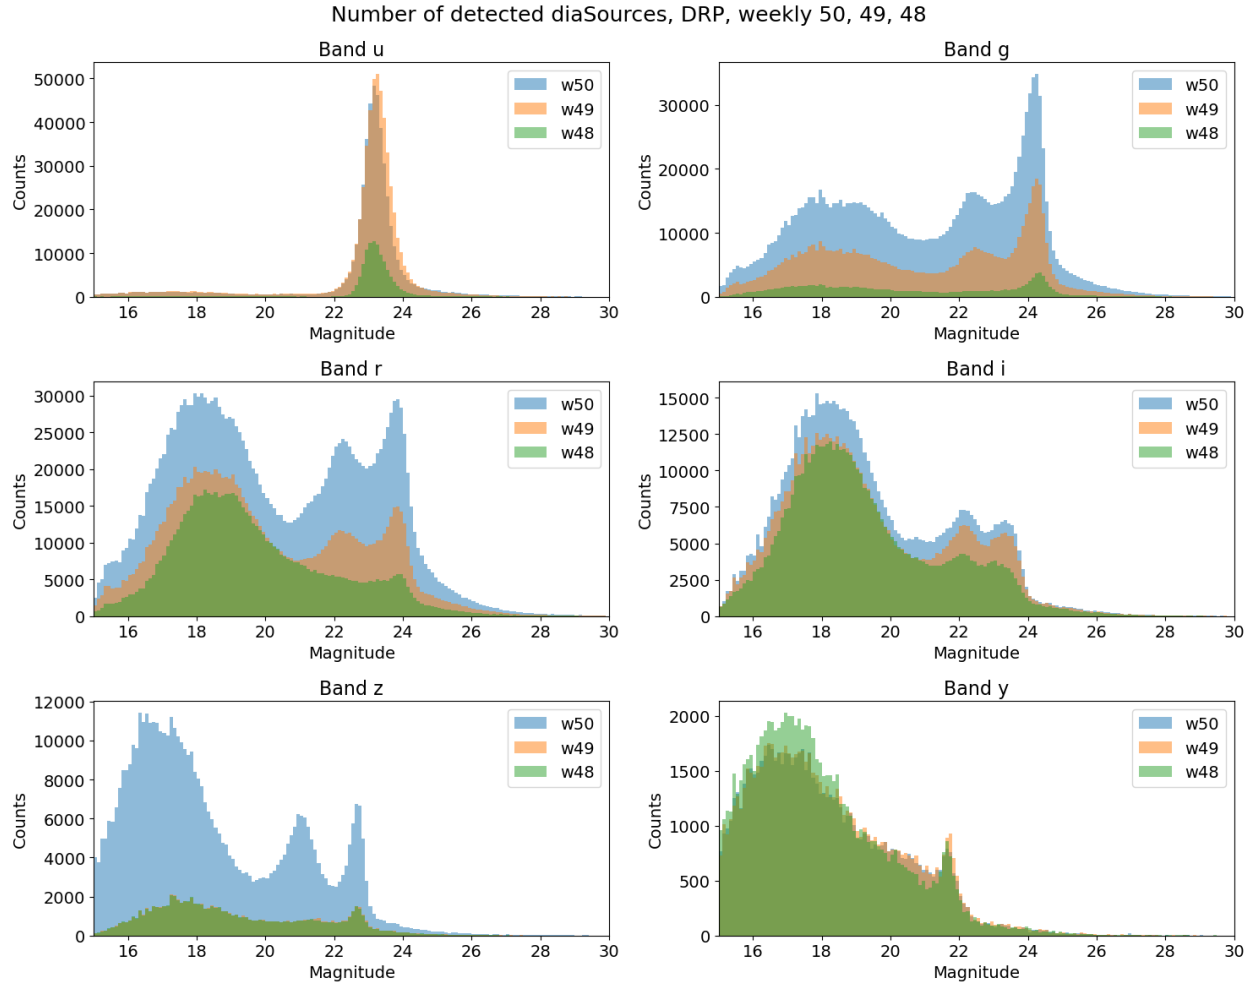 Number of detected diaSources, DRP, weekly 50, 49, 48
Band u
Counts
50000
40000
30000
20000
10000
0
16 18 20 22 24 26 28 30
Magnitude
w50
w49
w48
Band g
Counts
30000
20000
10000
0
16 18 20 22 24 26 28 30
Magnitude
w50
w49
w48
Band r
Counts
30000
25000
20000
15000
10000
5000
0
16 18 20 22 24 26 28 30
Magnitude
w50
w49
w48
Band i
Counts
15000
12500
10000
7500
5000
2500
0
16 18 20 22 24 26 28 30
Magnitude
w50
w49
w48
Band z
Counts
12000
10000
8000
6000
4000
2000
0
16 18 20 22 24 26 28 30
Magnitude
w50
w49
w48
Band y
Counts
2000
1500
1000
500
0
16 18 20 22 24 26 28 30
Magnitude
w50
w49
w48